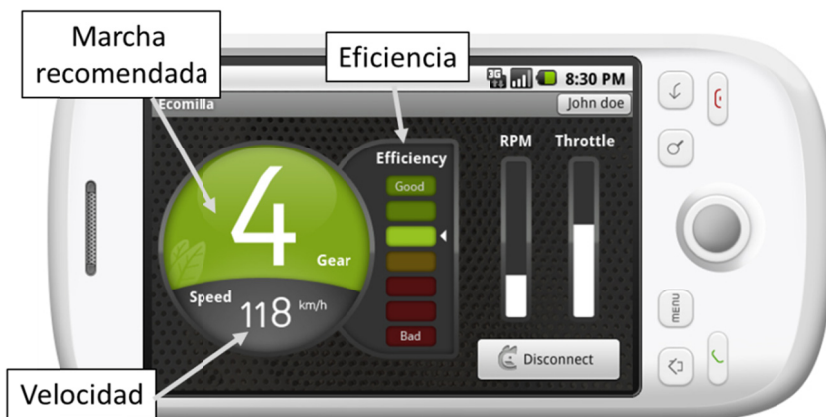 Marcha
recomendada
Eficiencia
3G
8:30 PM
Ecomilla
John doe
Efficiency
RPM
Throttle
Good
4
Gear
Speed
118 km/h
Bad
Disconnect
menu
Velocidad